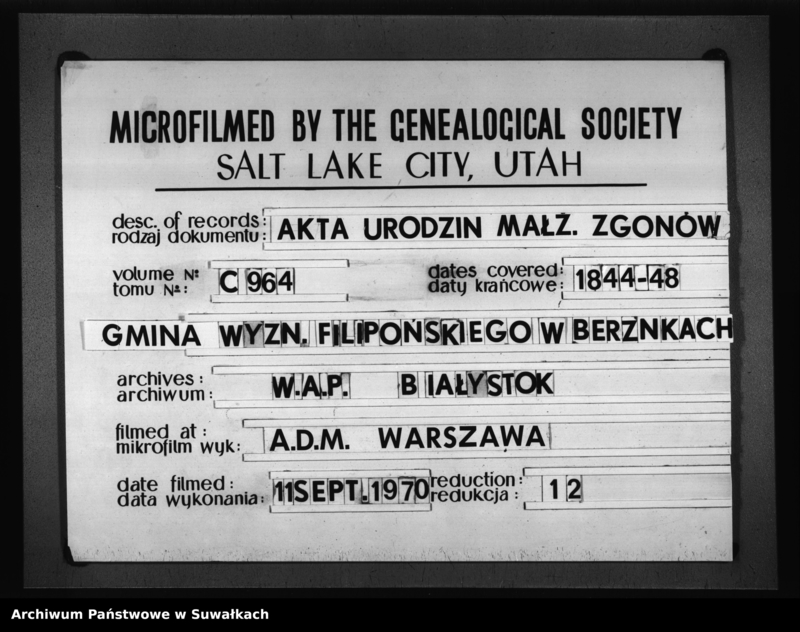 MICROFILMED BY THE GENEALOGICAL SOCIETY
SALT LAKE CITY, UTAH
desc. of records: AKTA URODZIN MAŁŻ. ZGONÓW
rodzaj dokumentu:
volume Nº C 964 dates covered: 1844-48
tomu Nº: daty krańcowe:
GMINA WYZN. FILIPOŃSKIEGO W BERZNKACH
archives: W.A.P. BIAŁYSTOK
archiwum:
filmed at: A.D.M. WARSZAWA
mikrofilm wyk:
date filmed: 11 SEPT. 1970 reduction: 12
data wykonania: redukcja:
Archiwum Państwowe w Suwałkach